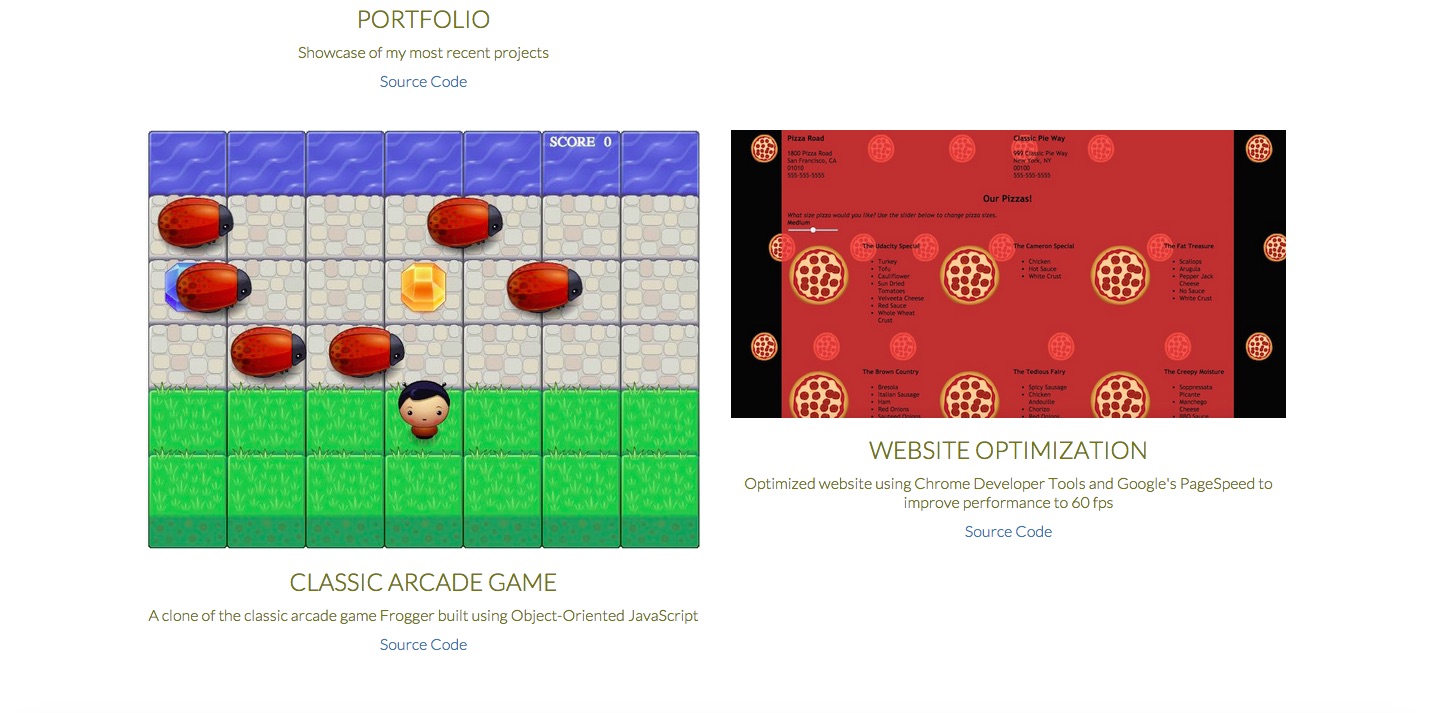 PORTFOLIO
Showcase of my most recent projects
Source Code
SCORE 0
CLASSIC ARCADE GAME
A clone of the classic arcade game Frogger built using Object-Oriented JavaScript
Source Code
Pizza Road
1800 Pizza Road
San Francisco, CA
01010
555-555-5555
Classic Pie Way
999 Classic Pie Way
New York, NY
00100
555-555-5555
Our Pizzas!
What size pizza would you like? Use the slider below to change pizza sizes.
Medium
The Udacity Special
Turkey
Tofu
Cauliflower
Sun Dried
Tomatoes
Velveeta Cheese
Red Sauce
Whole Wheat
Crust
The Cameron Special
Chicken
Hot Sauce
White Crust
The Fat Treasure
Scallops
Arugula
Pepper Jack
Cheese
No Sauce
White Crust
The Brown Country
Bresola
Italian Sausage
Ham
Red Onions
Sauteed Onions
The Tedious Fairy
Spicy Sausage
Chicken
Andouille
Chorizo
Red Onions
The Creepy Moisture
Soppressata
Picante
Manchego
Cheese
BBQ Sauce
WEBSITE OPTIMIZATION
Optimized website using Chrome Developer Tools and Google's PageSpeed to
improve performance to 60 fps
Source Code